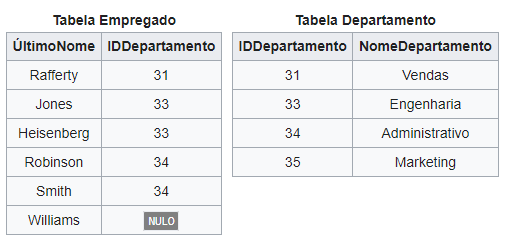 Tabela Empregado
ÚltimoNome IDDepartamento
Rafferty 31
Jones 33
Heisenberg 33
Robinson 34
Smith 34
Williams NULO
Tabela Departamento
IDDepartamento NomeDepartamento
31 Vendas
33 Engenharia
34 Administrativo
35 Marketing